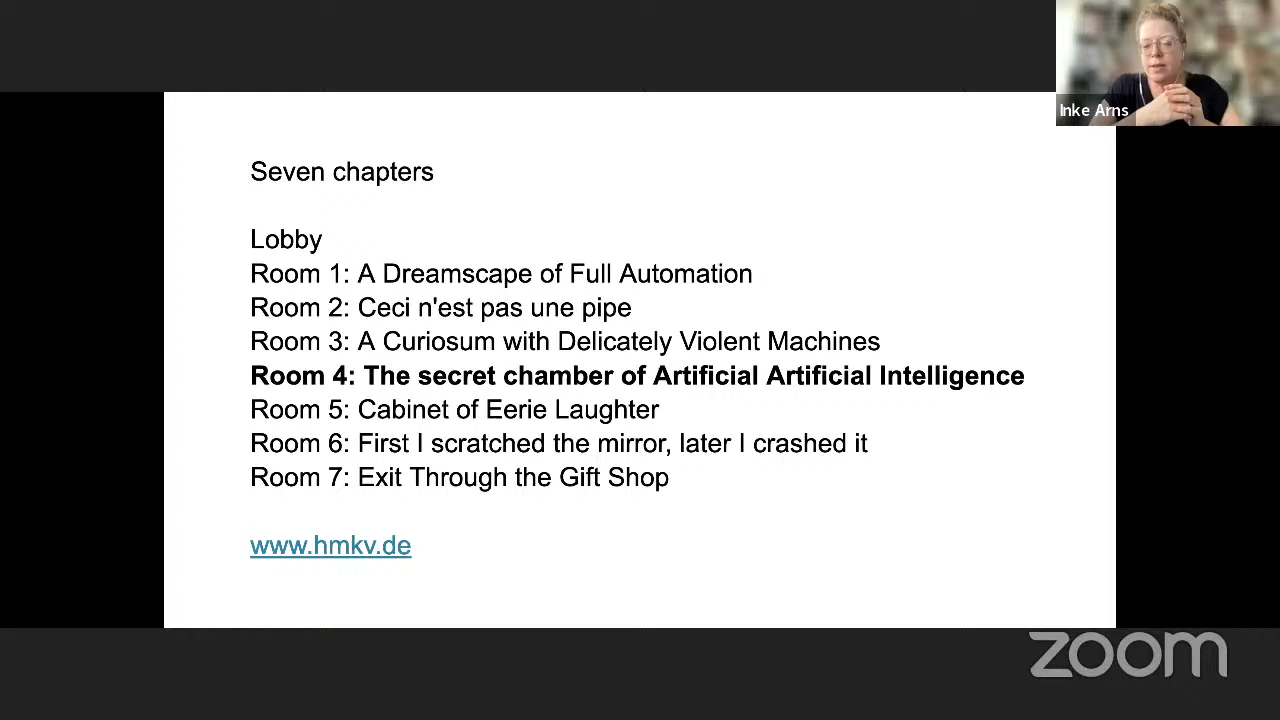 Inke Arns
Seven chapters
Lobby
Room 1: A Dreamscape of Full Automation
Room 2: Ceci n'est pas une pipe
Room 3: A Curiosum with Delicately Violent Machines
Room 4: The secret chamber of Artificial Artificial Intelligence
Room 5: Cabinet of Eerie Laughter
Room 6: First I scratched the mirror, later I crashed it
Room 7: Exit Through the Gift Shop
www.hmkv.de
zoom